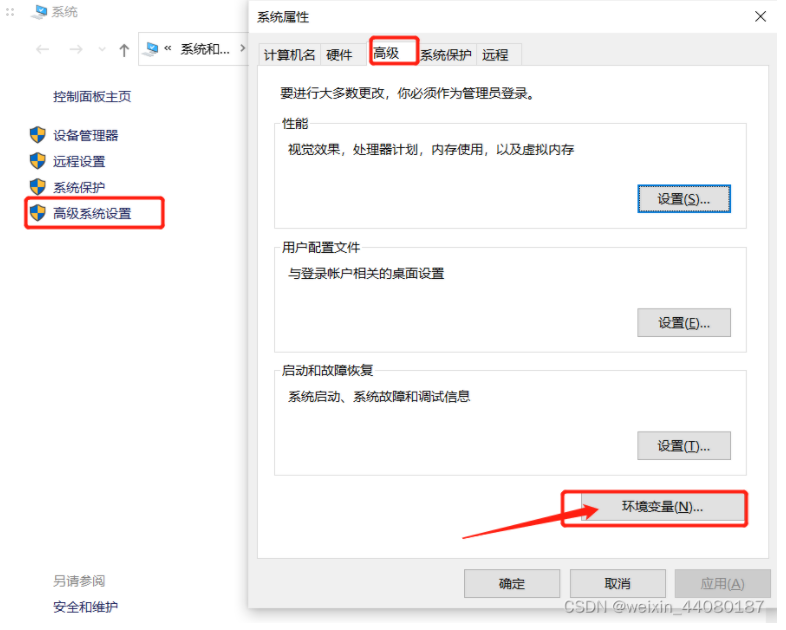 系统
« 系统和...
控制面板主页
设备管理器
远程设置
系统保护
高级系统设置
另请参阅
安全和维护
系统属性
计算机名 硬件 高级 系统保护 远程
要进行大多数更改，你必须作为管理员登录。
性能
视觉效果，处理器计划，内存使用，以及虚拟内存
设置(S)...
用户配置文件
与登录帐户相关的桌面设置
设置(E)...
启动和故障恢复
系统启动、系统故障和调试信息
设置(T)...
环境变量(N)...
确定 取消 应用(A)
CSDN @weixin_44080187